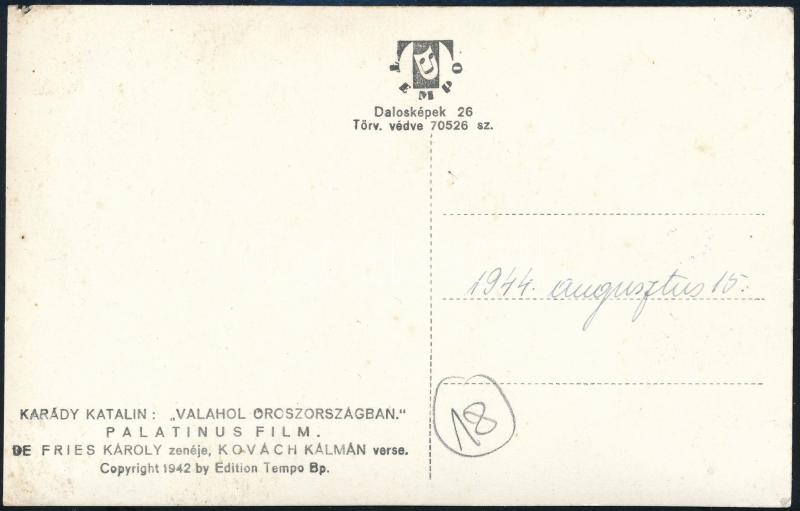 TEMPO
Dalosképek 26
Törv. védve 70526 sz.
1944. augusztus 15.
18
KARÁDY KATALIN: „VALAHOL OROSZORSZÁGBAN."
PALATINUS FILM.
DE FRIES KÁROLY zenéje, KOVÁCH KÁLMÁN verse.
Copyright 1942 by Edition Tempo Bp.